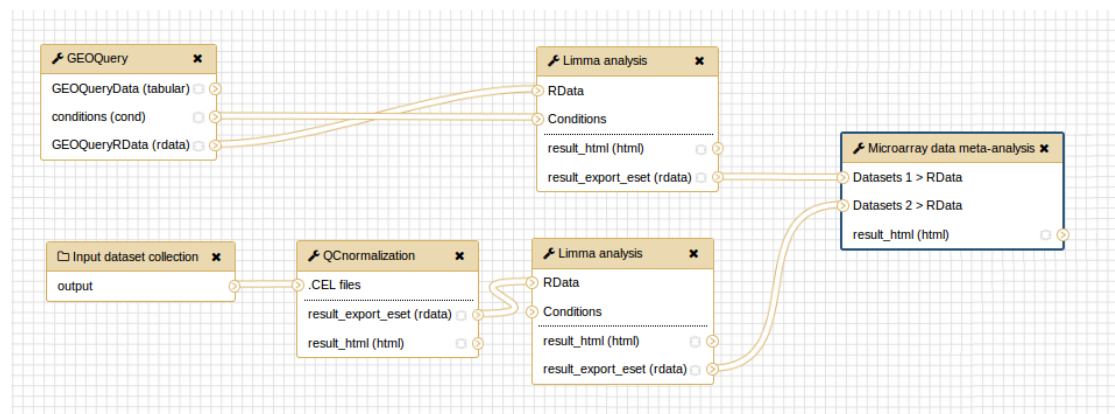 GEOQuery
GEOQueryData (tabular)
conditions (cond)
GEOQueryRData (rdata)
Limma analysis
RData
Conditions
result_html (html)
result_export_eset (rdata)
Microarray data meta-analysis
Datasets 1 > RData
Datasets 2 > RData
result_html (html)
Input dataset collection
output
QCnormalization
.CEL files
result_export_eset (rdata)
result_html (html)
Limma analysis
RData
Conditions
result_html (html)
result_export_eset (rdata)